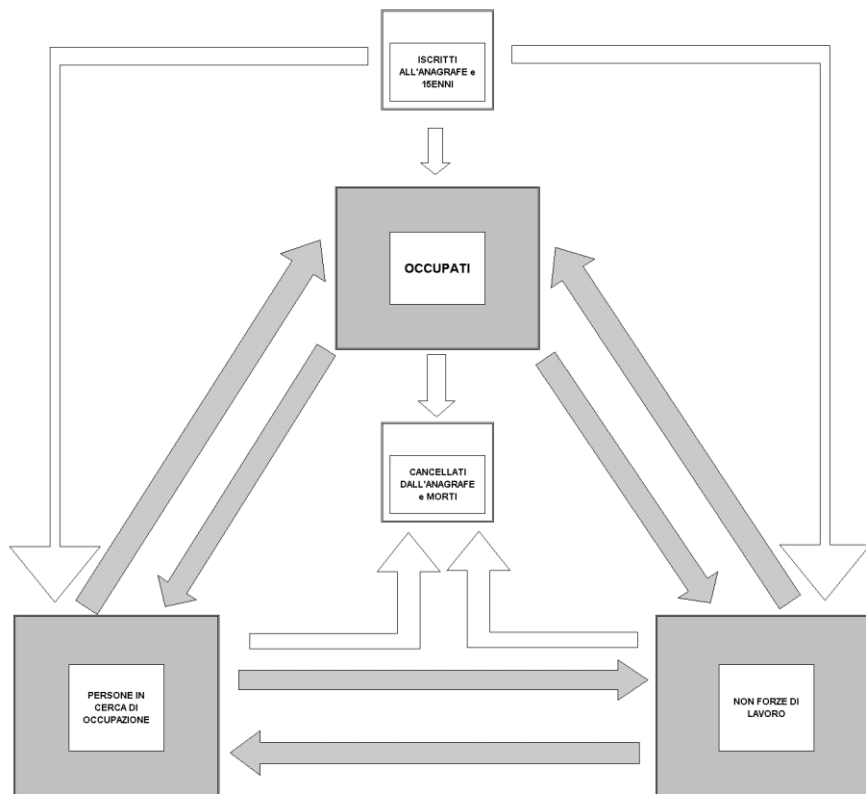 ISCRITTI
ALL'ANAGRAFE e
15ENNI
OCCUPATI
CANCELLATI
DALL'ANAGRAFE
e MORTI
PERSONE IN
CERCA DI
OCCUPAZIONE
NON FORZE DI
LAVORO